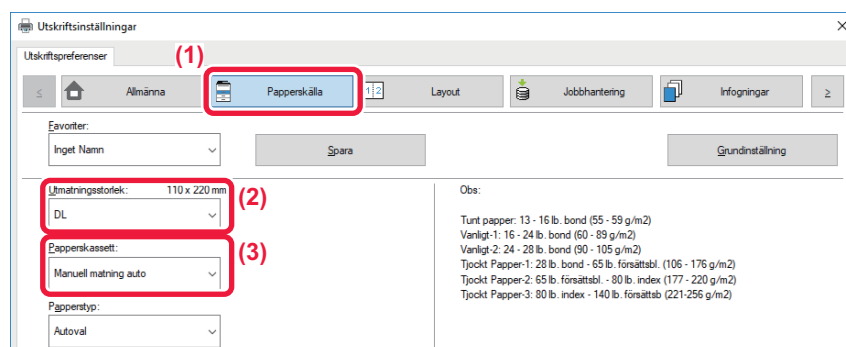 Utskriftsinställningar
Utskriftspreferenser
(1)
≤ Allmänna Papperskälla 1 2 Layout Jobbhantering Infogningar ≥
Favoriter:
Inget Namn Spara Grundinställning
Utmatningsstorlek: 110 x 220 mm
(2)
DL
Papperskassett:
(3)
Manuell matning auto
Papperstyp:
Autoval
Obs:
Tunt papper: 13 - 16 lb. bond (55 - 59 g/m2)
Vanligt-1: 16 - 24 lb. bond (60 - 89 g/m2)
Vanligt-2: 24 - 28 lb. bond (90 - 105 g/m2)
Tjockt Papper-1: 28 lb. bond - 65 lb. försättsbl. (106 - 176 g/m2)
Tjockt Papper-2: 65 lb. försättsbl. - 80 lb. index (177 - 220 g/m2)
Tjockt Papper-3: 80 lb. index - 140 lb. försättsb (221-256 g/m2)